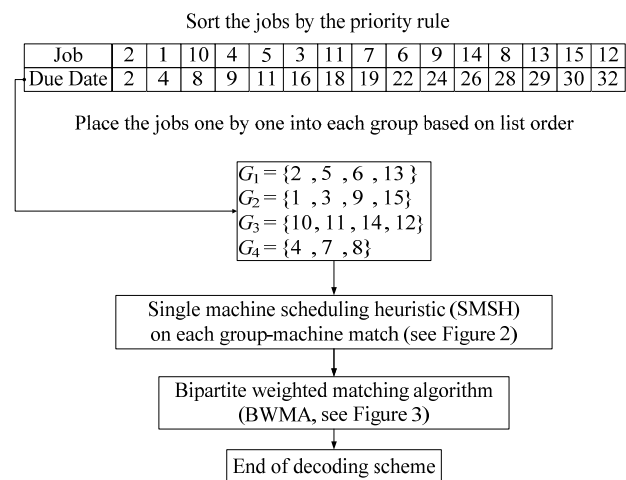 Sort the jobs by the priority rule
Job 2 1 10 4 5 3 11 7 6 9 14 8 13 15 12
Due Date 2 4 8 9 11 16 18 19 22 24 26 28 29 30 32
Place the jobs one by one into each group based on list order
G1 = {2 , 5 , 6 , 13 }
G2 = {1 , 3 , 9 , 15}
G3 = {10 , 11 , 14 , 12}
G4 = {4 , 7 , 8}
Single machine scheduling heuristic (SMSH)
on each group-machine match (see Figure 2)
Bipartite weighted matching algorithm
(BWMA, see Figure 3)
End of decoding scheme